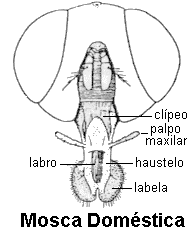 clípeo
palpo
maxilar
labro
haustelo
labela
Mosca Doméstica